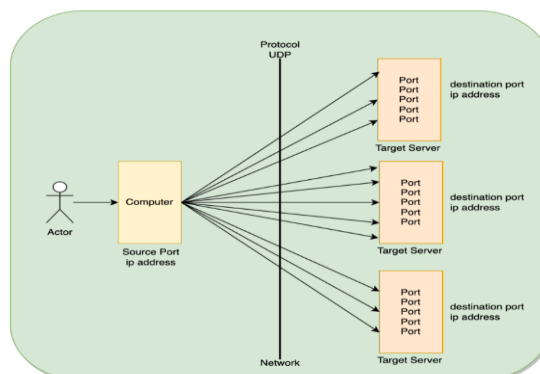 Protocol
UDP
Port
Port
Port
Port
Port
destination port
ip address
Target Server
Computer
Actor
Source Port
ip address
Port
Port
Port
Port
Port
destination port
ip address
Target Server
Port
Port
Port
Port
Port
destination port
ip address
Target Server
Network